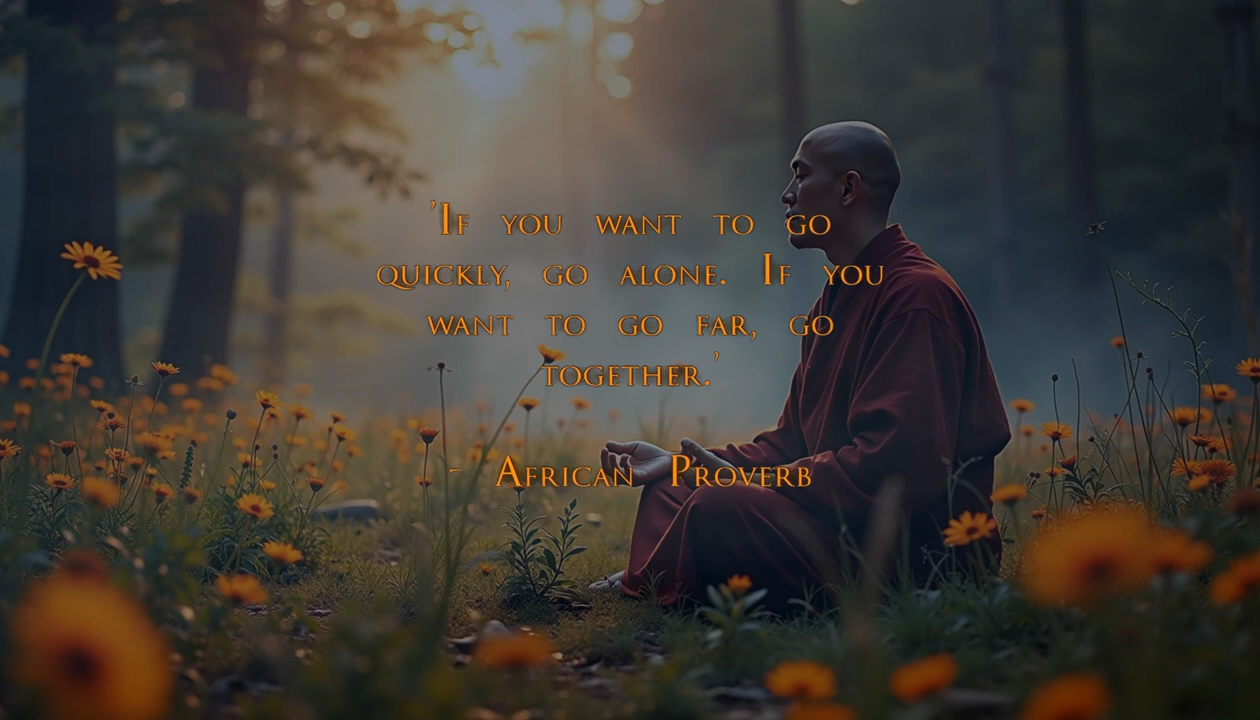 'If you want to go
quickly, go alone. If you
want to go far, go
together.'
- African Proverb